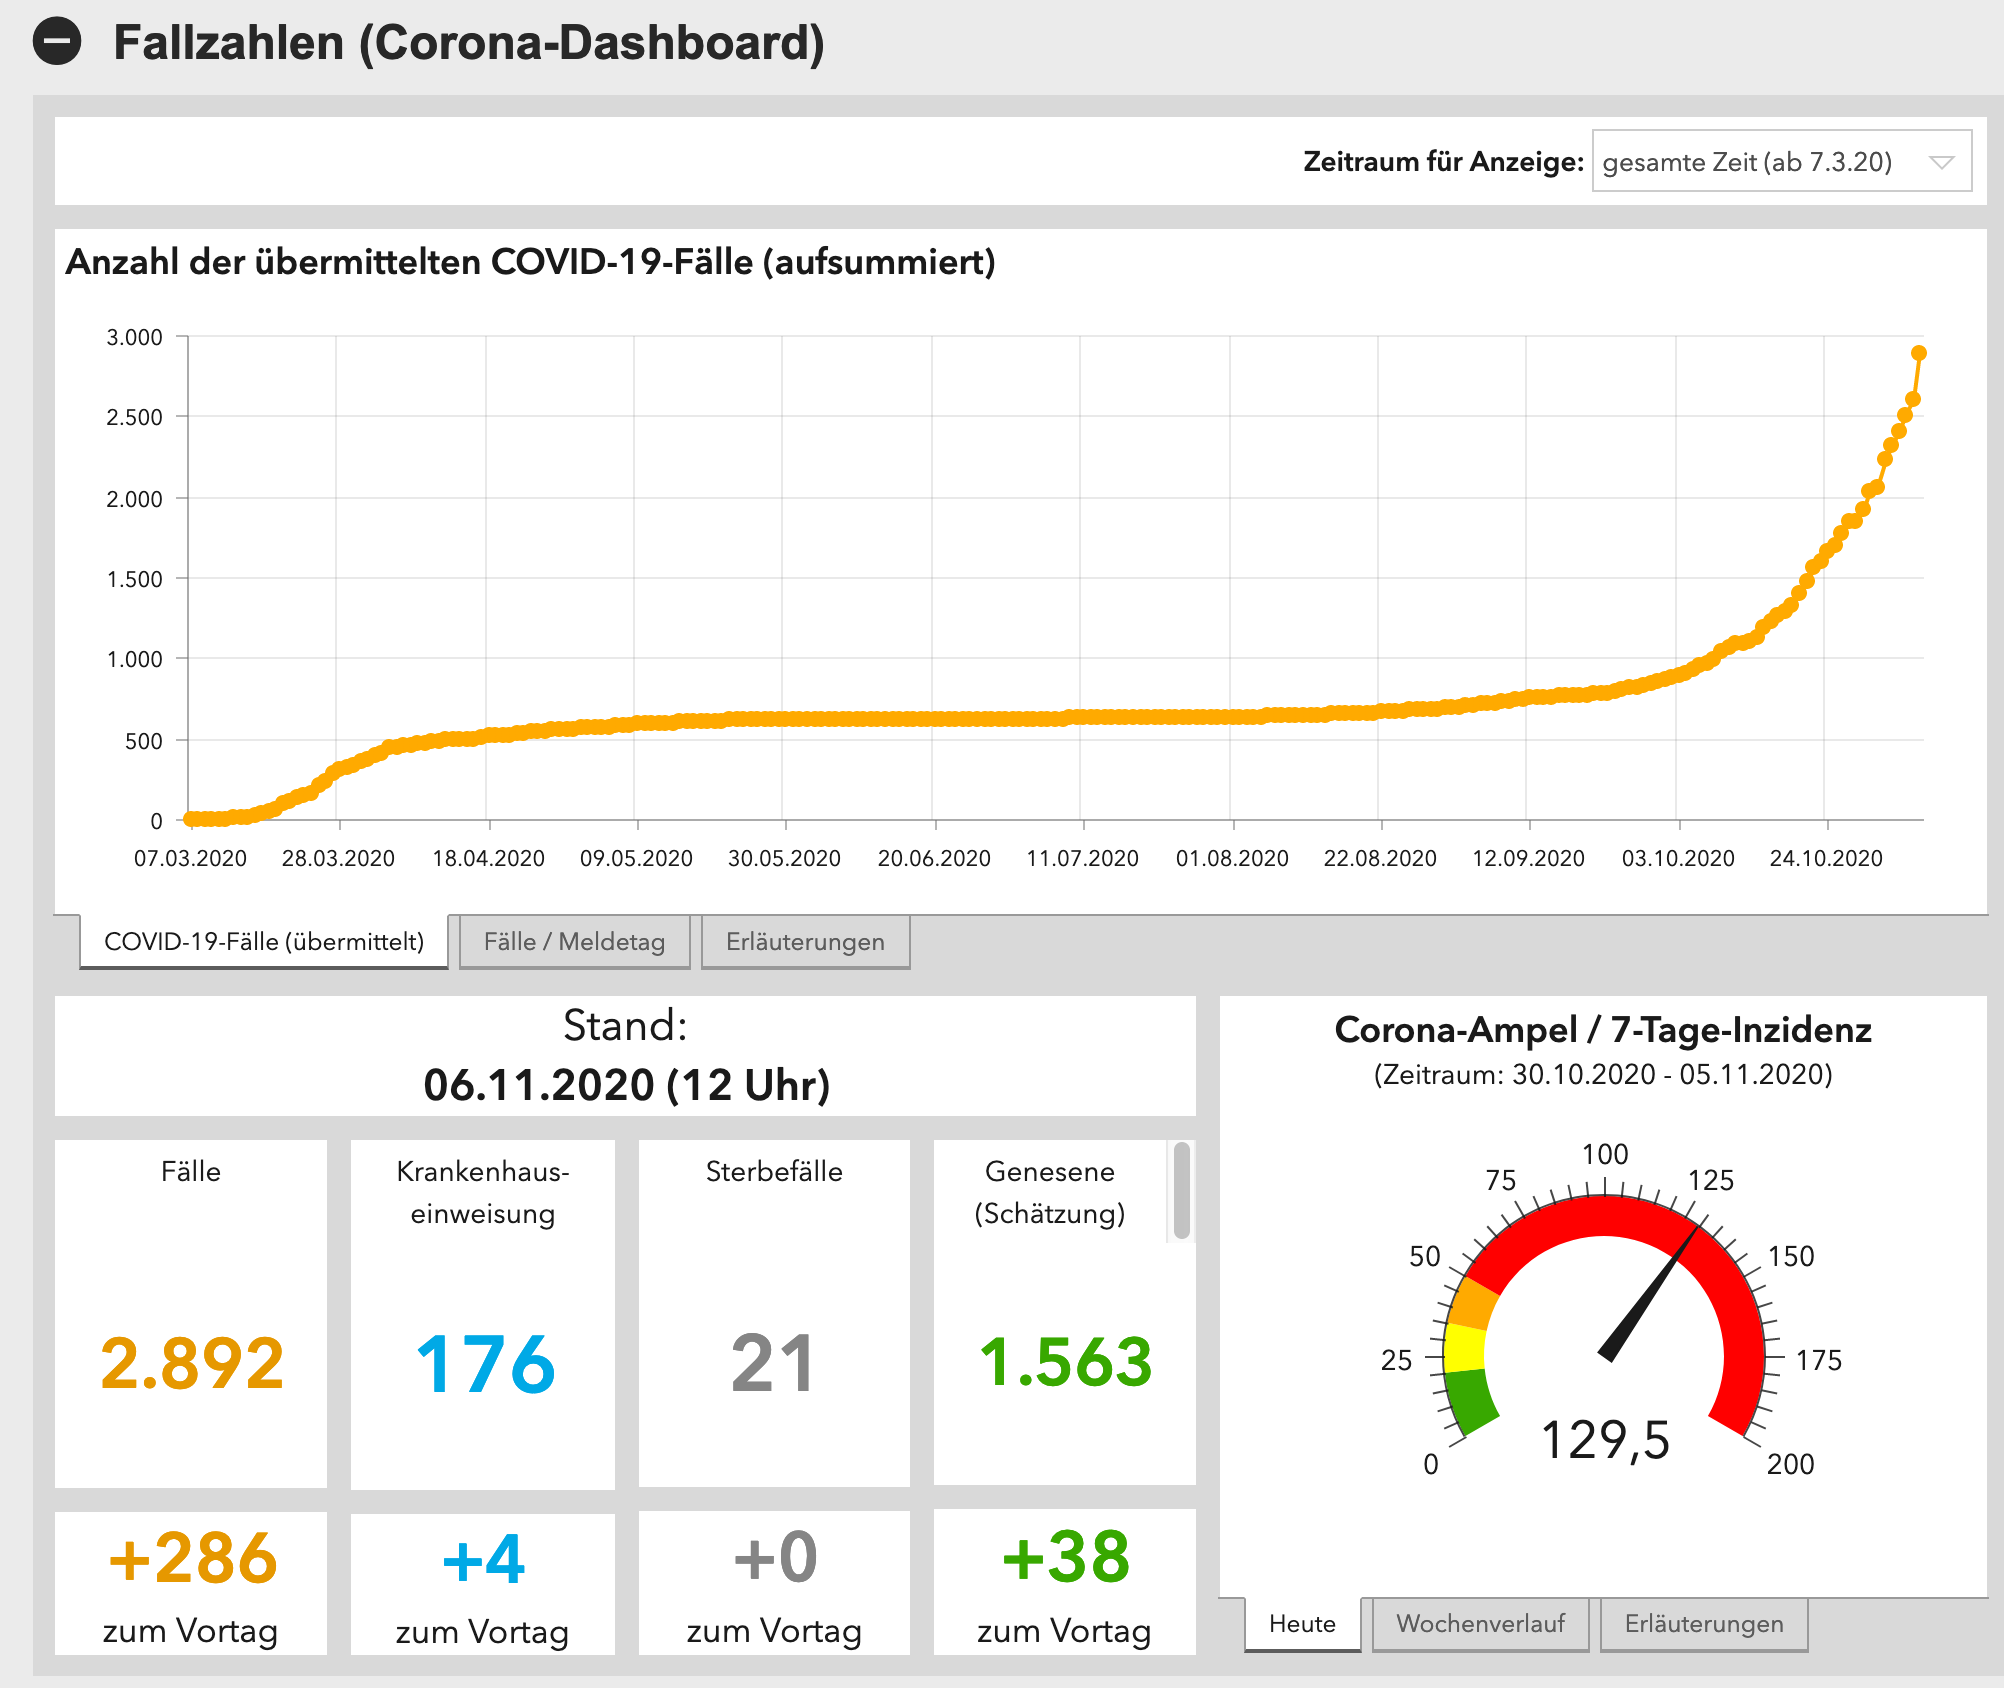 Fallzahlen (Corona-Dashboard)
Zeitraum für Anzeige: gesamte Zeit (ab 7.3.20)
Anzahl der übermittelten COVID-19-Fälle (aufsummiert)
3.000
2.500
2.000
1.500
1.000
500
0
07.03.2020 28.03.2020 18.04.2020 09.05.2020 30.05.2020 20.06.2020 11.07.2020 01.08.2020 22.08.2020 12.09.2020 03.10.2020 24.10.2020
COVID-19-Fälle (übermittelt) Fälle / Meldetag Erläuterungen
Stand:
06.11.2020 (12 Uhr)
Fälle
2.892
+286
zum Vortag
Krankenhaus-
einweisung
176
+4
zum Vortag
Sterbefälle
21
+0
zum Vortag
Genesene
(Schätzung)
1.563
+38
zum Vortag
Corona-Ampel / 7-Tage-Inzidenz
(Zeitraum: 30.10.2020 - 05.11.2020)
0
25
50
75
100
125
150
175
200
129,5
Heute Wochenverlauf Erläuterungen